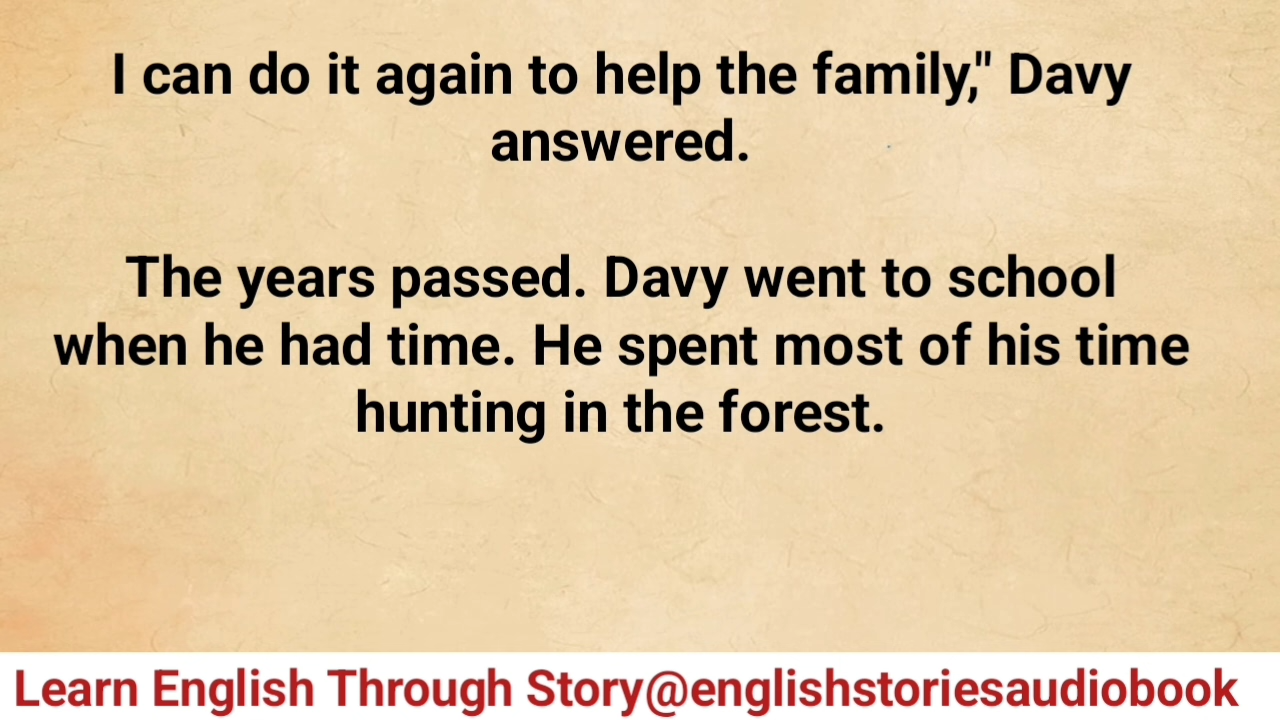 I can do it again to help the family," Davy
answered.
The years passed. Davy went to school
when he had time. He spent most of his time
hunting in the forest.
Learn English Through Story@englishstoriesaudiobook